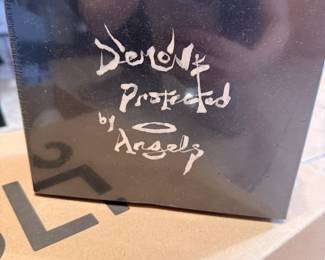 Demons
Protected
by
Angels